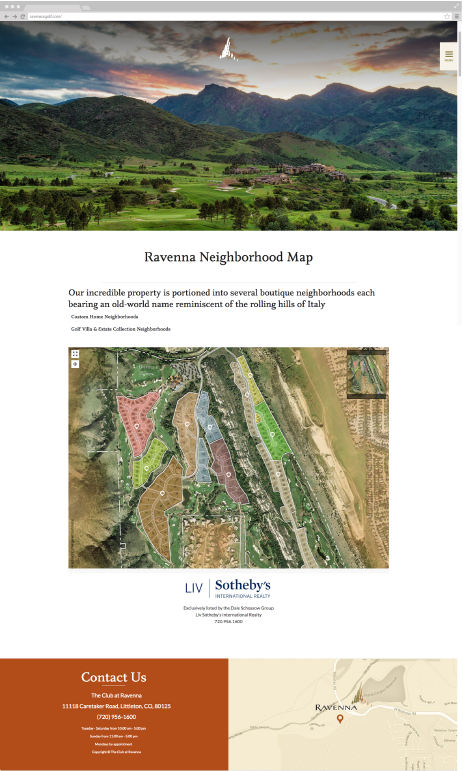 ravennagolf.com/
MENU
Ravenna Neighborhood Map
Our incredible property is portioned into several boutique neighborhoods each
bearing an old-world name reminiscent of the rolling hills of Italy
Custom Home Neighborhoods
Golf Villa & Estate Collection Neighborhoods
LIV | Sotheby's
INTERNATIONAL REALTY
Exclusively listed by the Dale Schossow Group
Liv Sotheby's International Realty
720-956-1600
Contact Us
The Club at Ravenna
11118 Caretaker Road, Littleton, CO, 80125
(720) 956-1600
Tuesday - Saturday from 10:00 am - 5:00 pm
Sunday from 11:00 am - 5:00 pm
Mondays by appointment
Copyright © The Club at Ravenna
RAVENNA